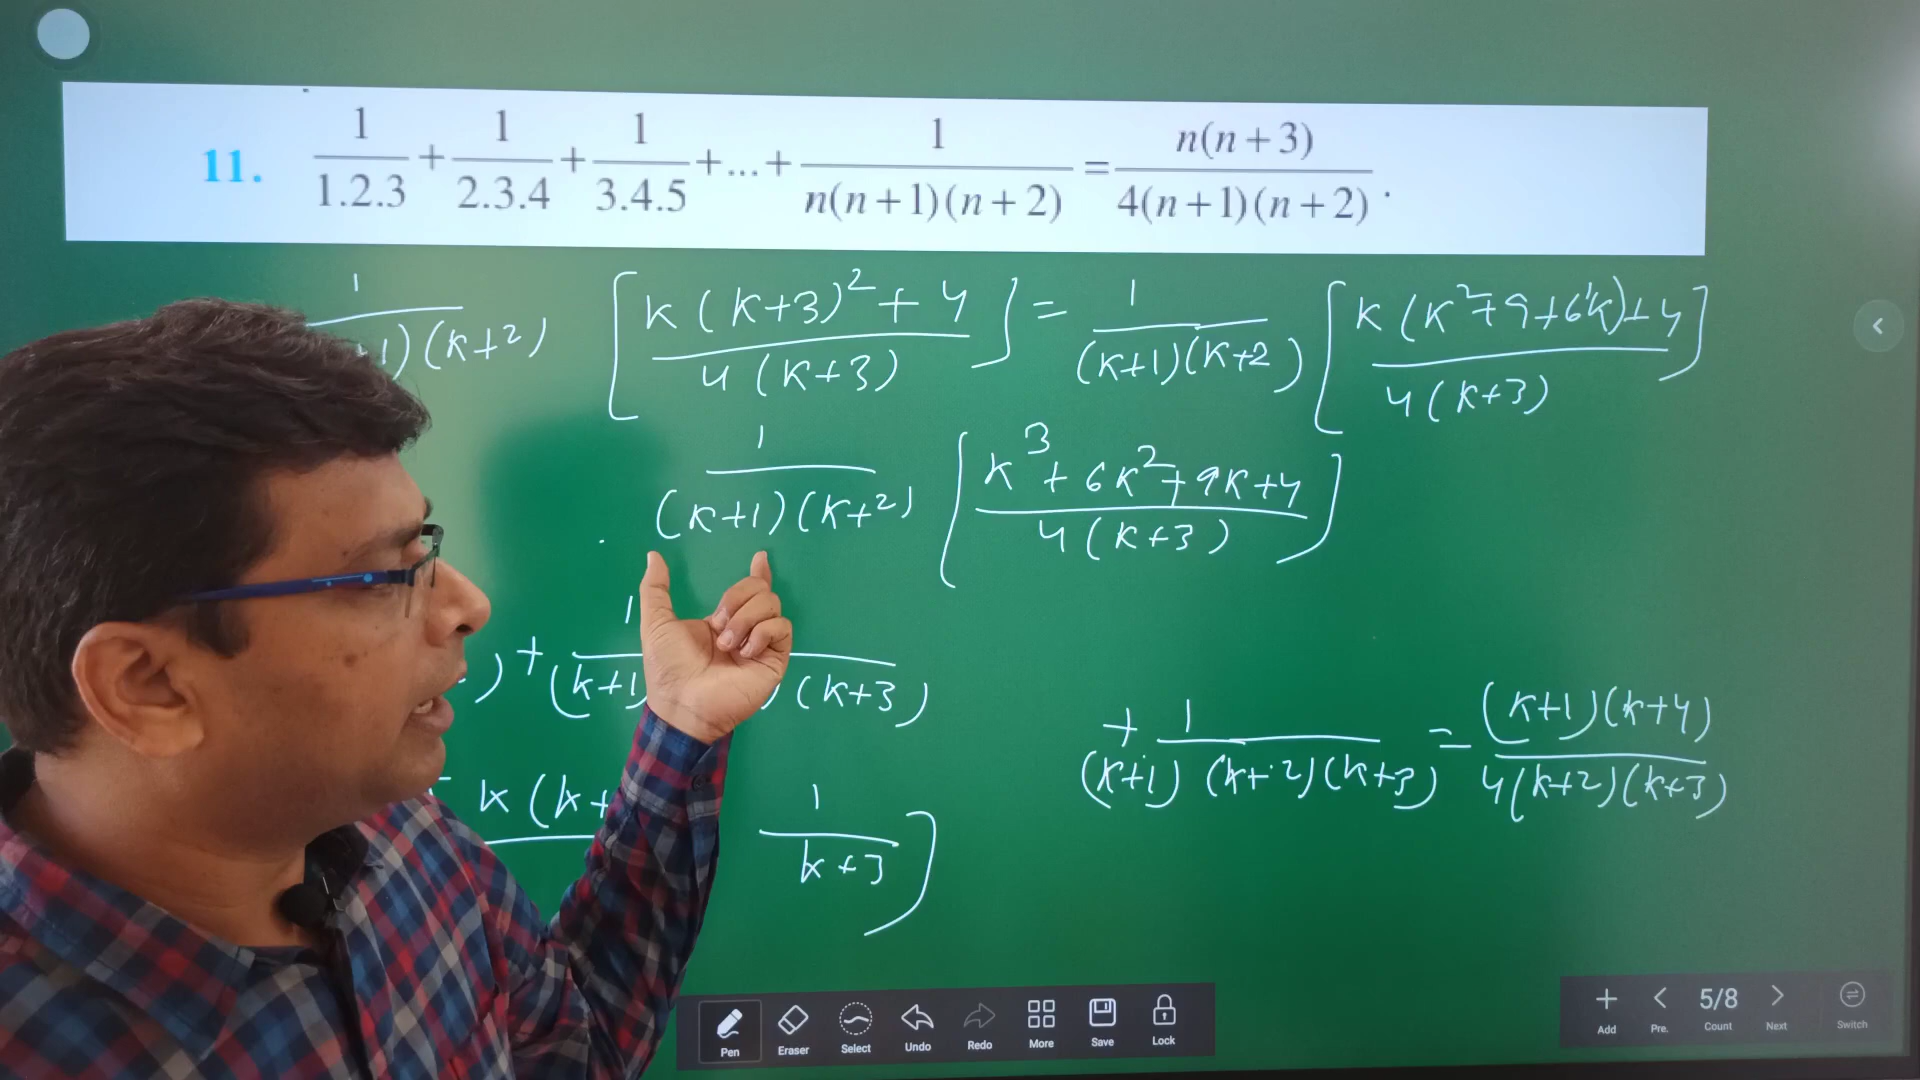 11. 1/1.2.3 + 1/2.3.4 + 1/3.4.5 +...+ 1/n(n+1)(n+2) = n(n+3)/4(n+1)(n+2) .
1/1)(k+2) [k(k+3)²+4/4(k+3)] = 1/(k+1)(k+2) [k(k²+9+6k)+4/4(k+3)]
1/(k+1)(k+2) [k³+6k²+9k+4/4(k+3)]
) + 1/(k+1 )(k+3)
+ 1/(k+1)(k+2)(k+3) = (k+1)(k+4)/4(k+2)(k+3)
k(k+ 1/k+3]
Pen Eraser Select Undo Redo More Save Lock
Add Pre. 5/8 Count Next Switch